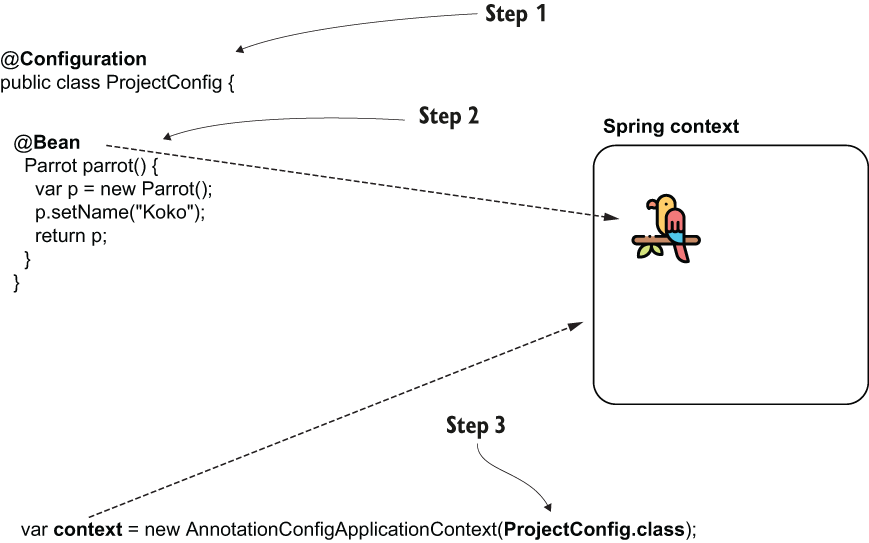 Step 1
@Configuration
public class ProjectConfig {
Step 2
@Bean
Parrot parrot() {
var p = new Parrot();
p.setName("Koko");
return p;
}
}
Spring context
Step 3
var context = new AnnotationConfigApplicationContext(ProjectConfig.class);